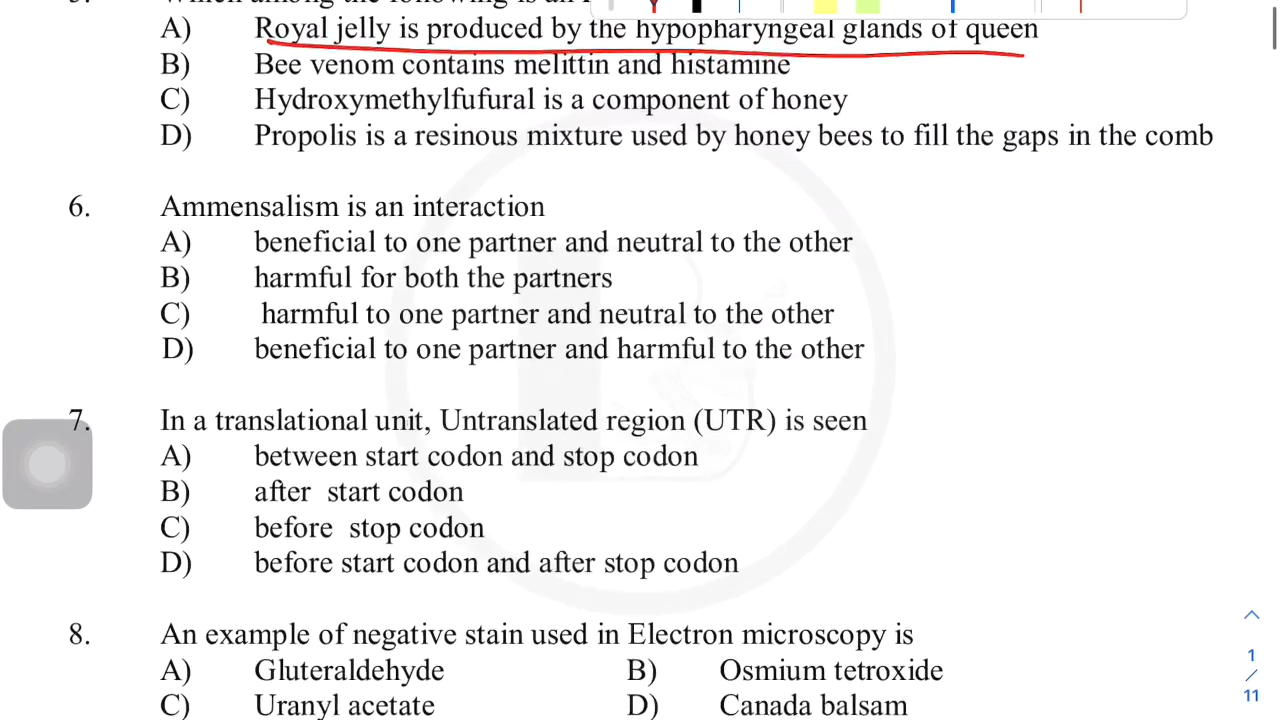 A) Royal jelly is produced by the hypopharyngeal glands of queen
B) Bee venom contains melittin and histamine
C) Hydroxymethylfufural is a component of honey
D) Propolis is a resinous mixture used by honey bees to fill the gaps in the comb
6. Ammensalism is an interaction
A) beneficial to one partner and neutral to the other
B) harmful for both the partners
C) harmful to one partner and neutral to the other
D) beneficial to one partner and harmful to the other
7. In a translational unit, Untranslated region (UTR) is seen
A) between start codon and stop codon
B) after start codon
C) before stop codon
D) before start codon and after stop codon
8. An example of negative stain used in Electron microscopy is
A) Gluteraldehyde B) Osmium tetroxide
C) Uranyl acetate D) Canada balsam
1
/
11